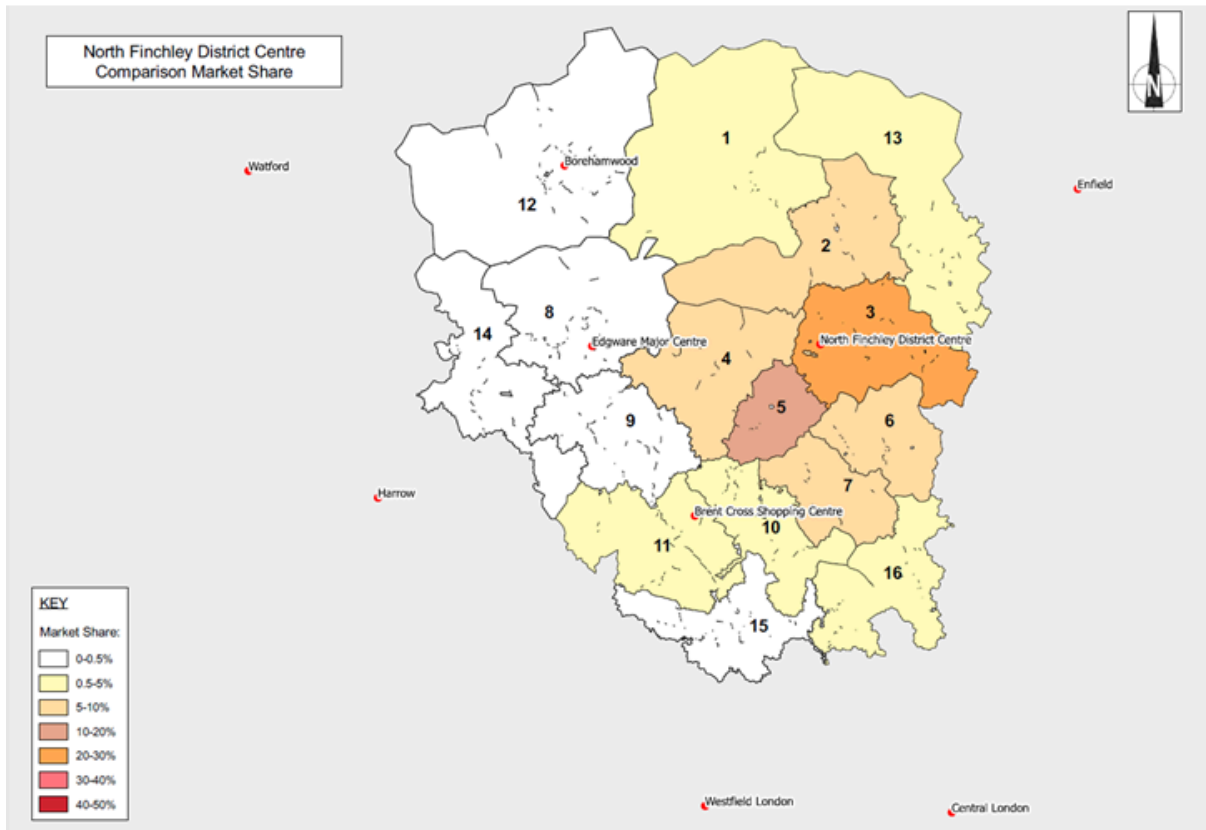 North Finchley District Centre
Comparison Market Share
N
1
13
Watford
Borehamwood
Enfield
12
2
8
3
14
Edgware Major Centre
4
North Finchley District Centre
5
9
6
7
Harrow
Brent Cross Shopping Centre
10
11
16
15
KEY
Market Share:
0-0.5%
0.5-5%
5-10%
10-20%
20-30%
30-40%
40-50%
Westfield London
Central London